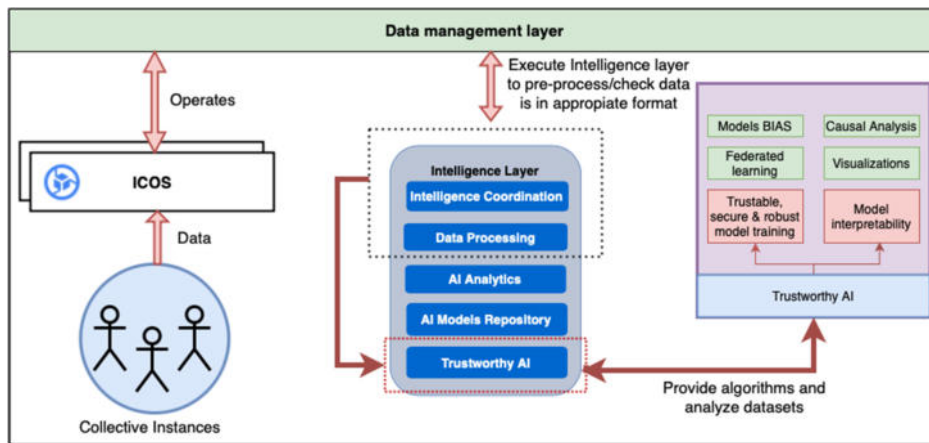 Data management layer
Operates
Execute Intelligence layer
to pre-process/check data
is in appropiate format
ICOS
Data
Collective Instances
Intelligence Layer
Intelligence Coordination
Data Processing
AI Analytics
AI Models Repository
Trustworthy AI
Models BIAS
Causal Analysis
Federated
learning
Visualizations
Trustable,
secure & robust
model training
Model
interpretability
Trustworthy AI
Provide algorithms and
analyze datasets